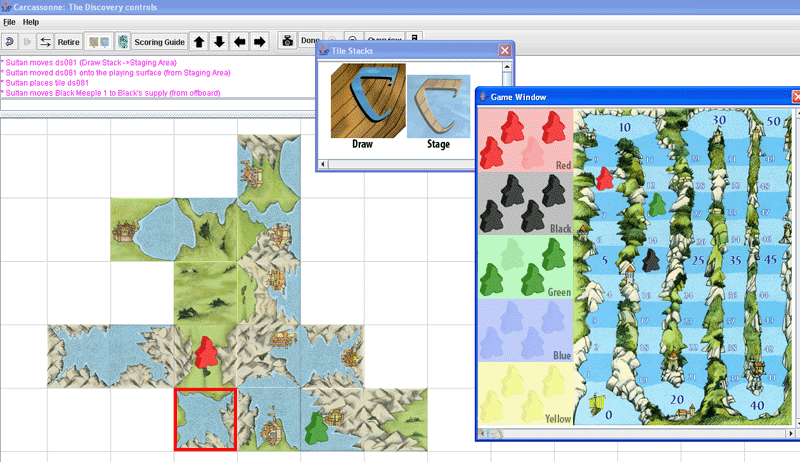 Carcassonne: The Discovery controls
File Help
Retire
Scoring Guide
Done
Overview
* Sultan moves ds081 (Draw Stack->Staging Area)
* Sultan moved ds081 onto the playing surface (from Staging Area)
* Sultan places tile ds081
* Sultan moves Black Meeple 1 to Black's supply (from offboard)
Tile Stacks
Draw
Stage
Game Window
Red
Black
Green
Blue
Yellow
10
30
50
5
25
35
45
0
20
40